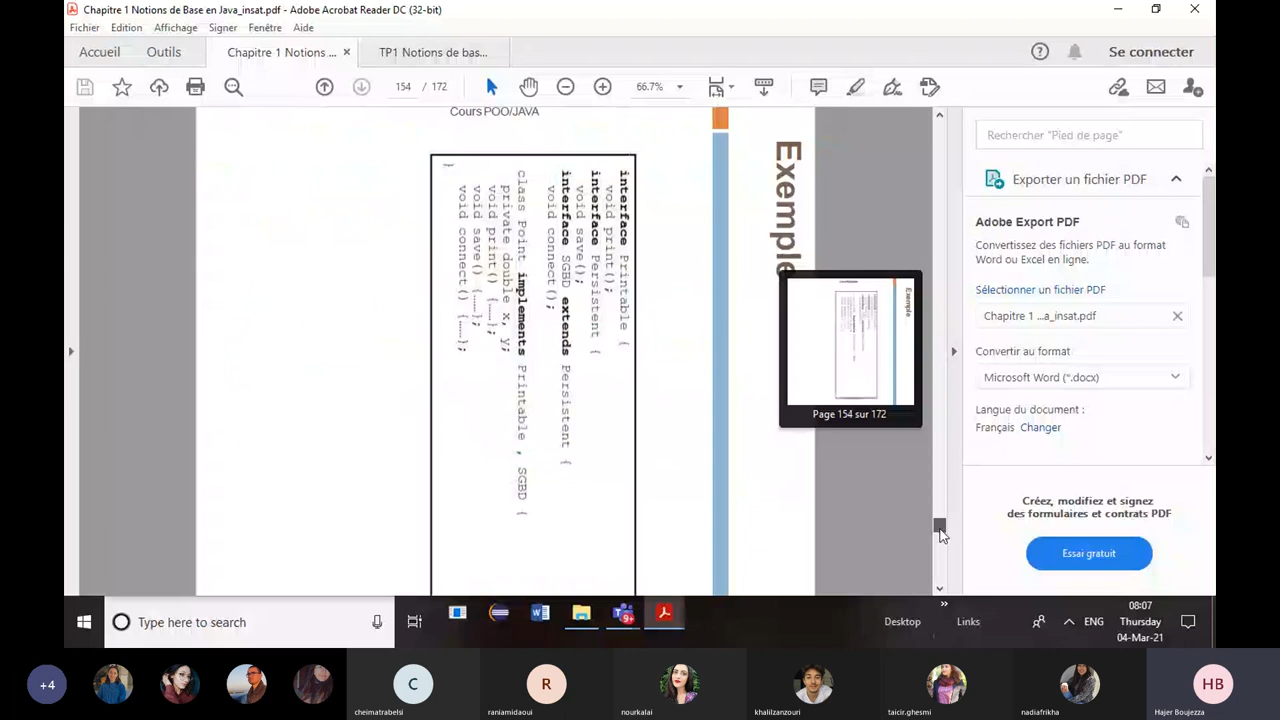 Chapitre 1 Notions de Base en Java_insat.pdf - Adobe Acrobat Reader DC (32-bit)
Fichier Edition Affichage Signer Fenêtre Aide
Accueil Outils Chapitre 1 Notions ... × TP1 Notions de bas... Se connecter
154 / 172 66.7%
Cours POO/JAVA
Exemple
interface Printable {
void print();
interface Persistent {
void save();
interface SGBD extends Persistent {
void connect();
class Point implements Printable , SGBD {
private double x, y;
void print() {……};
void save() {……};
void connect() {……};
}
Exemple
Page 154 sur 172
Rechercher "Pied de page"
Exporter un fichier PDF
Adobe Export PDF
Convertissez des fichiers PDF au format
Word ou Excel en ligne.
Sélectionner un fichier PDF
Chapitre 1 ...a_insat.pdf
Convertir au format
Microsoft Word (*.docx)
Langue du document :
Français Changer
Créez, modifiez et signez
des formulaires et contrats PDF
Essai gratuit
Type here to search
9+
Desktop
Links
ENG
08:07
Thursday
04-Mar-21
+4
C
cheimatrabelsi
R
raniamidaoui
nourkalai
khalilzanzouri
taicir.ghesmi
nadiafrikha
HB
Hajer Boujezza